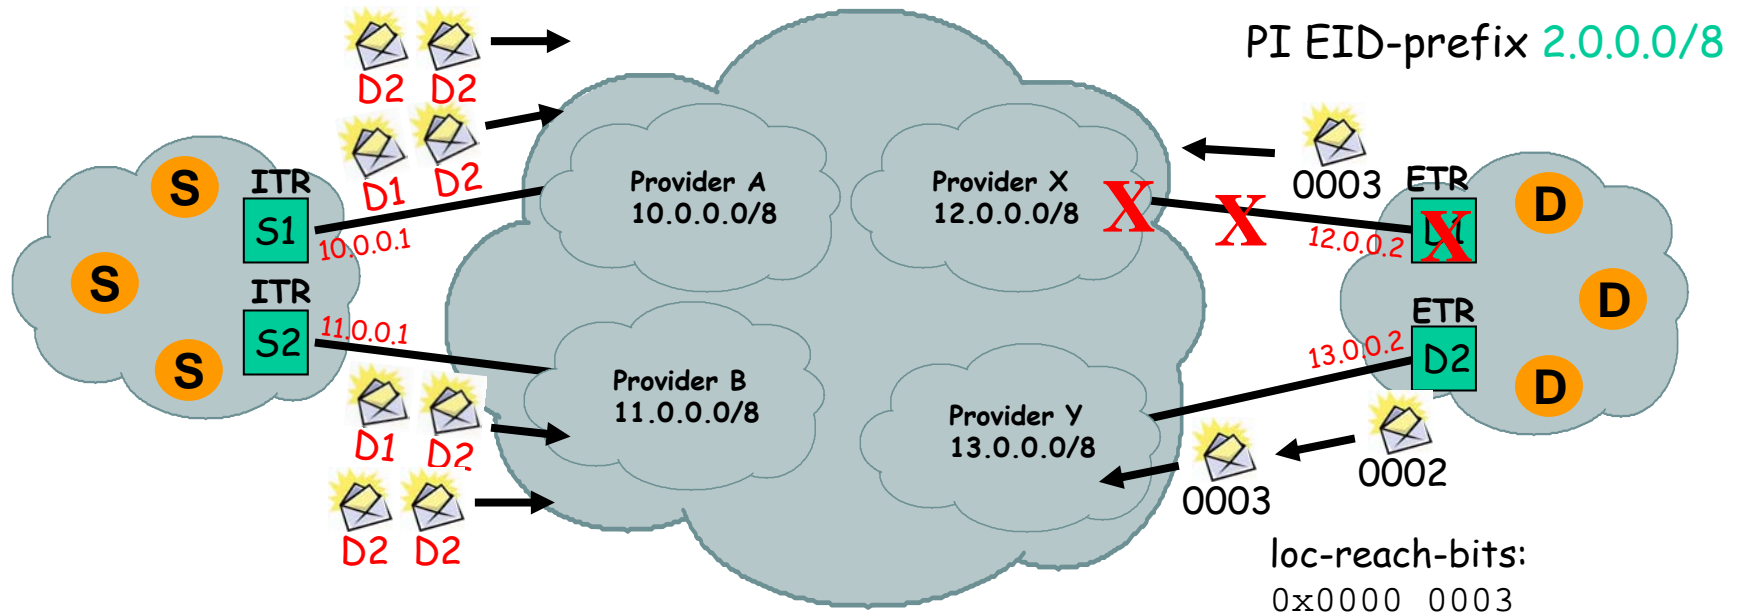 PI EID-prefix 2.0.0.0/8
D2 D2
D1 D2
0003
S
S
S
ITR
S1
10.0.0.1
ITR
S2
11.0.0.1
Provider A
10.0.0.0/8
Provider X
12.0.0.0/8
X
X
X
12.0.0.2
ETR
D1
D
D
D
ETR
D2
13.0.0.2
Provider B
11.0.0.0/8
Provider Y
13.0.0.0/8
D1 D2
D2 D2
0003
0002
loc-reach-bits:
0x0000 0003